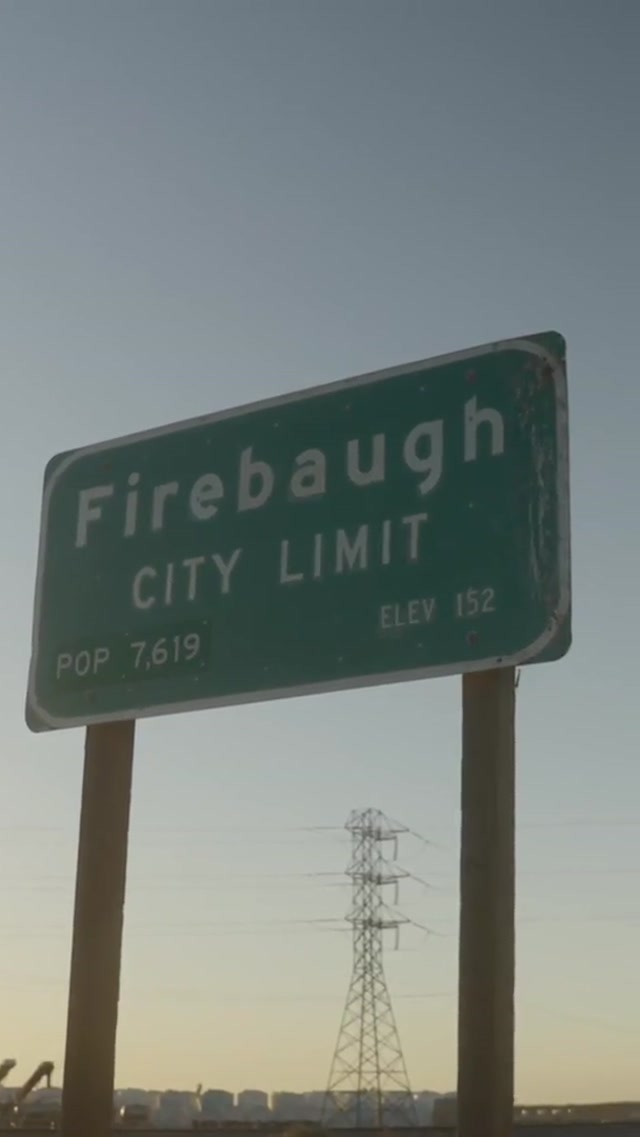 Firebaugh
CITY LIMIT
POP 7,619 ELEV 152